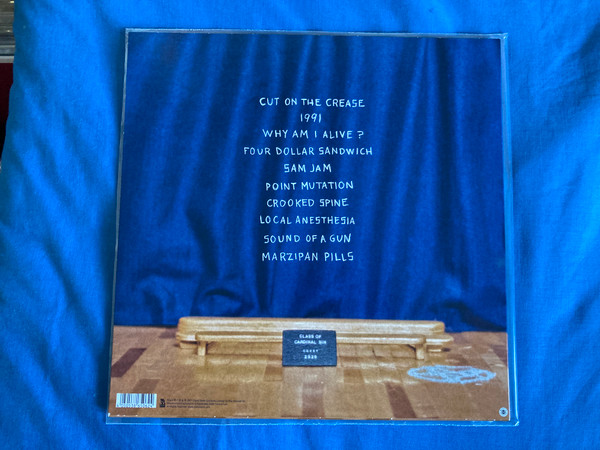 CUT ON THE CREASE
1991
WHY AM I ALIVE?
FOUR DOLLAR SANDWICH
SAM JAM
POINT MUTATION
CROOKED SPINE
LOCAL ANESTHESIA
SOUND OF A GUN
MARZIPAN PILLS
CLASS OF
CARDINAL SIN
2025